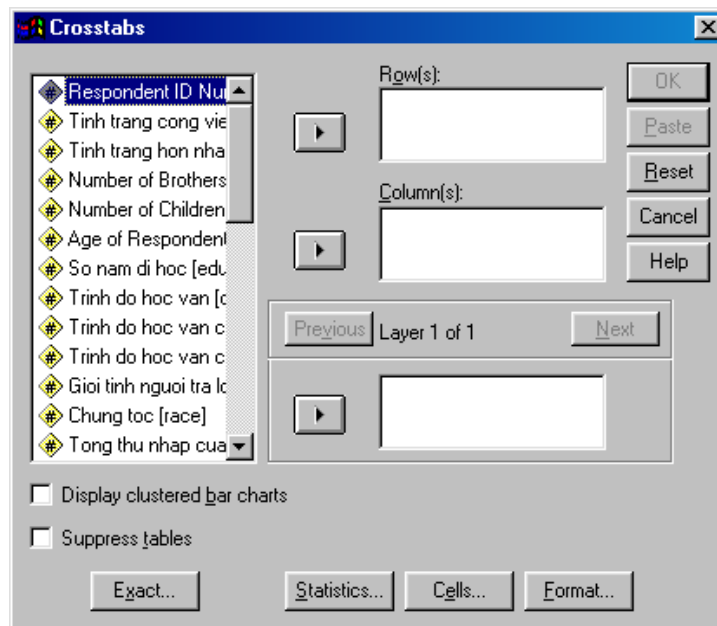 Crosstabs
Respondent ID Nur
Tinh trang cong vie
Tinh trang hon nha
Number of Brothers
Number of Children
Age of Respondent
So nam di hoc [edu
Trinh do hoc van [d
Trinh do hoc van c
Trinh do hoc van c
Gioi tinh nguoi tra lo
Chung toc [race]
Tong thu nhap cua
Row(s):
Column(s):
Previous Layer 1 of 1 Next
OK
Paste
Reset
Cancel
Help
Display clustered bar charts
Suppress tables
Exact... Statistics... Cells... Format...